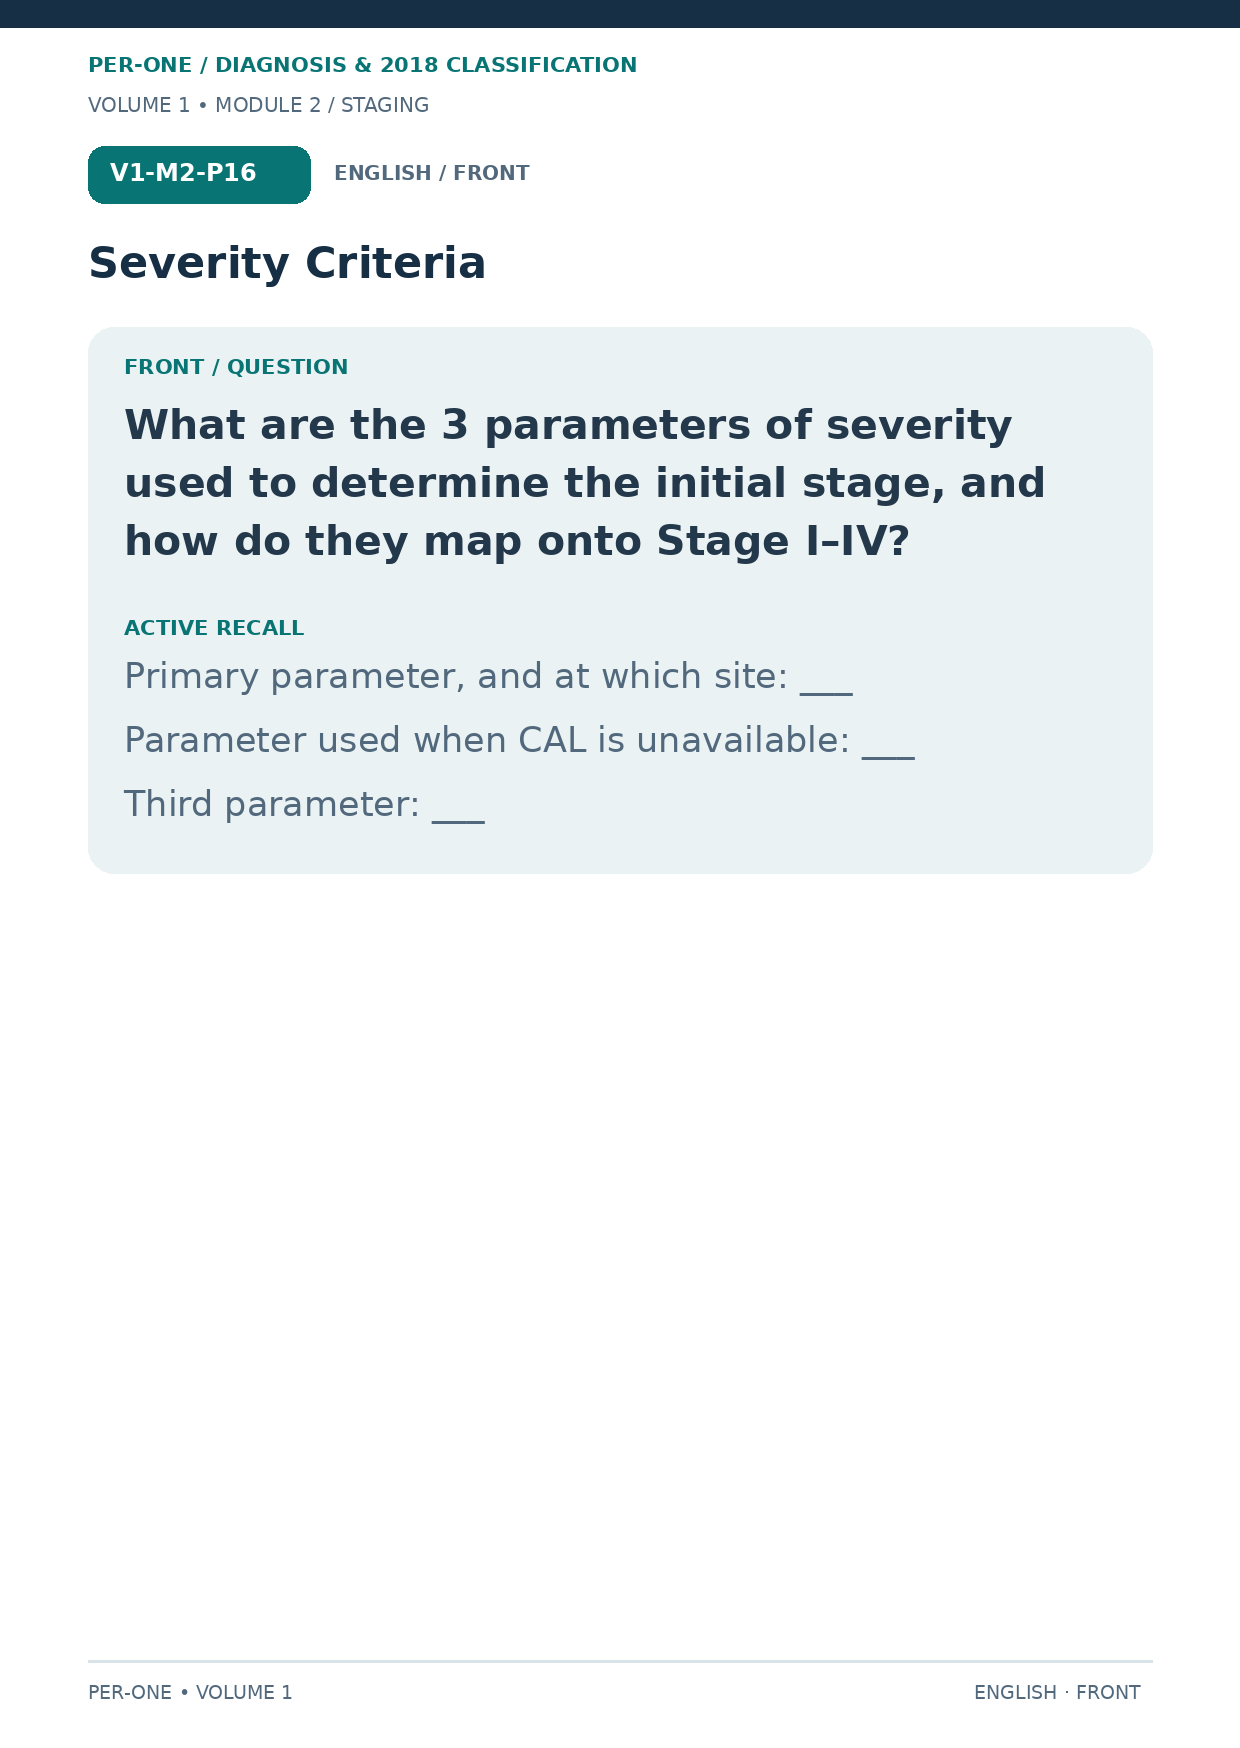 PER-ONE / DIAGNOSIS & 2018 CLASSIFICATION
VOLUME 1 • MODULE 2 / STAGING
V1-M2-P16
ENGLISH / FRONT
Severity Criteria
FRONT / QUESTION
What are the 3 parameters of severity
used to determine the initial stage, and
how do they map onto Stage I–IV?
ACTIVE RECALL
Primary parameter, and at which site: ___
Parameter used when CAL is unavailable: ___
Third parameter: ___
PER-ONE • VOLUME 1
ENGLISH · FRONT